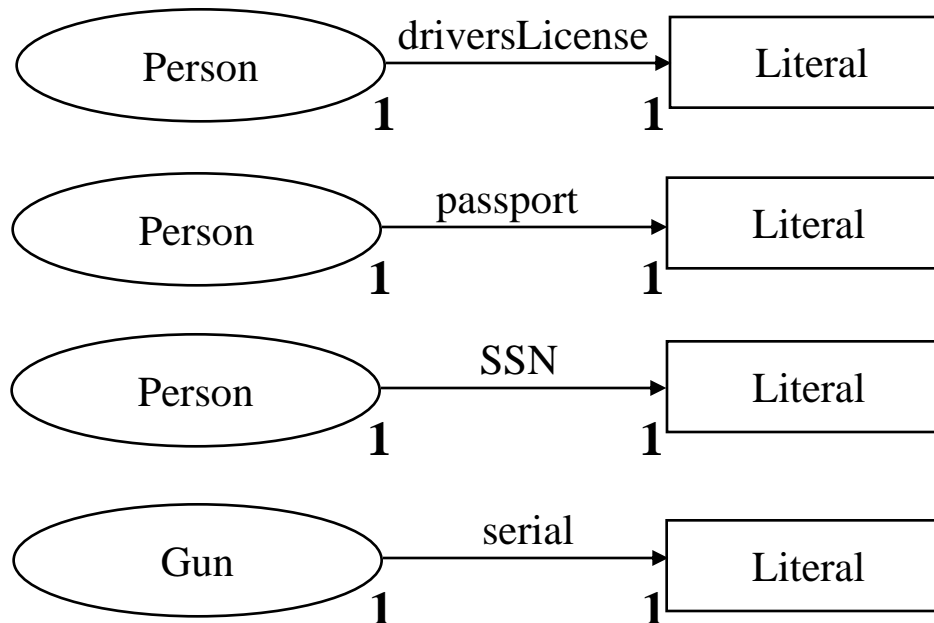 driversLicense
Person Literal
1 1
passport
Person Literal
1 1
SSN
Person Literal
1 1
serial
Gun Literal
1 1